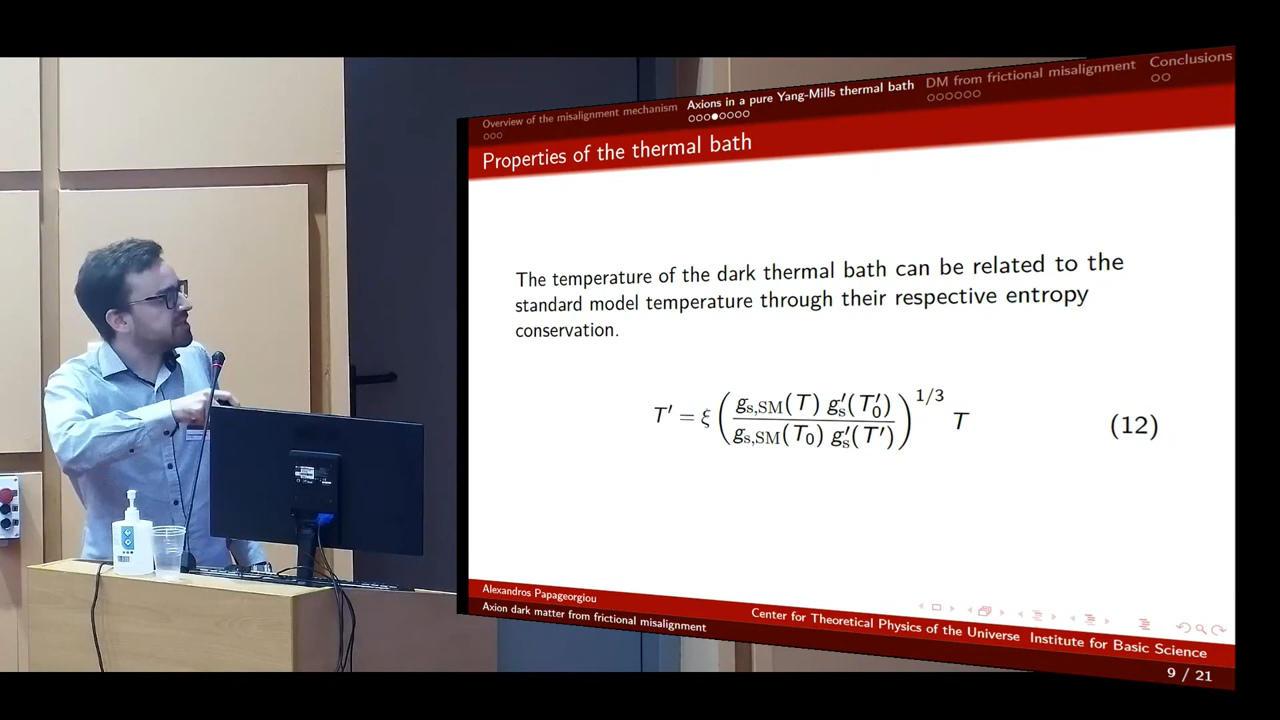 Overview of the misalignment mechanism
Axions in a pure Yang-Mills thermal bath
DM from frictional misalignment
Conclusions
Properties of the thermal bath
The temperature of the dark thermal bath can be related to the
standard model temperature through their respective entropy
conservation.
T′ = ξ ( g_{s,SM}(T) g′_s(T′_0) / g_{s,SM}(T_0) g′_s(T′) )^{1/3} T (12)
Alexandros Papageorgiou
Center for Theoretical Physics of the Universe Institute for Basic Science
Axion dark matter from frictional misalignment
9 / 21